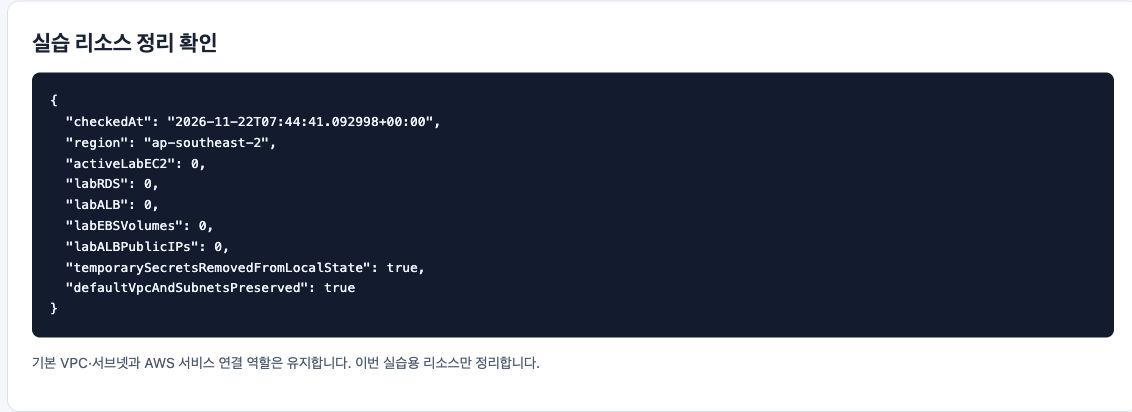 실습 리소스 정리 확인
{
  "checkedAt": "2026-11-22T07:44:41.092998+00:00",
  "region": "ap-southeast-2",
  "activeLabEC2": 0,
  "labRDS": 0,
  "labALB": 0,
  "labEBSVolumes": 0,
  "labALBPublicIPs": 0,
  "temporarySecretsRemovedFromLocalState": true,
  "defaultVpcAndSubnetsPreserved": true
}
기본 VPC·서브넷과 AWS 서비스 연결 역할은 유지합니다. 이번 실습용 리소스만 정리합니다.